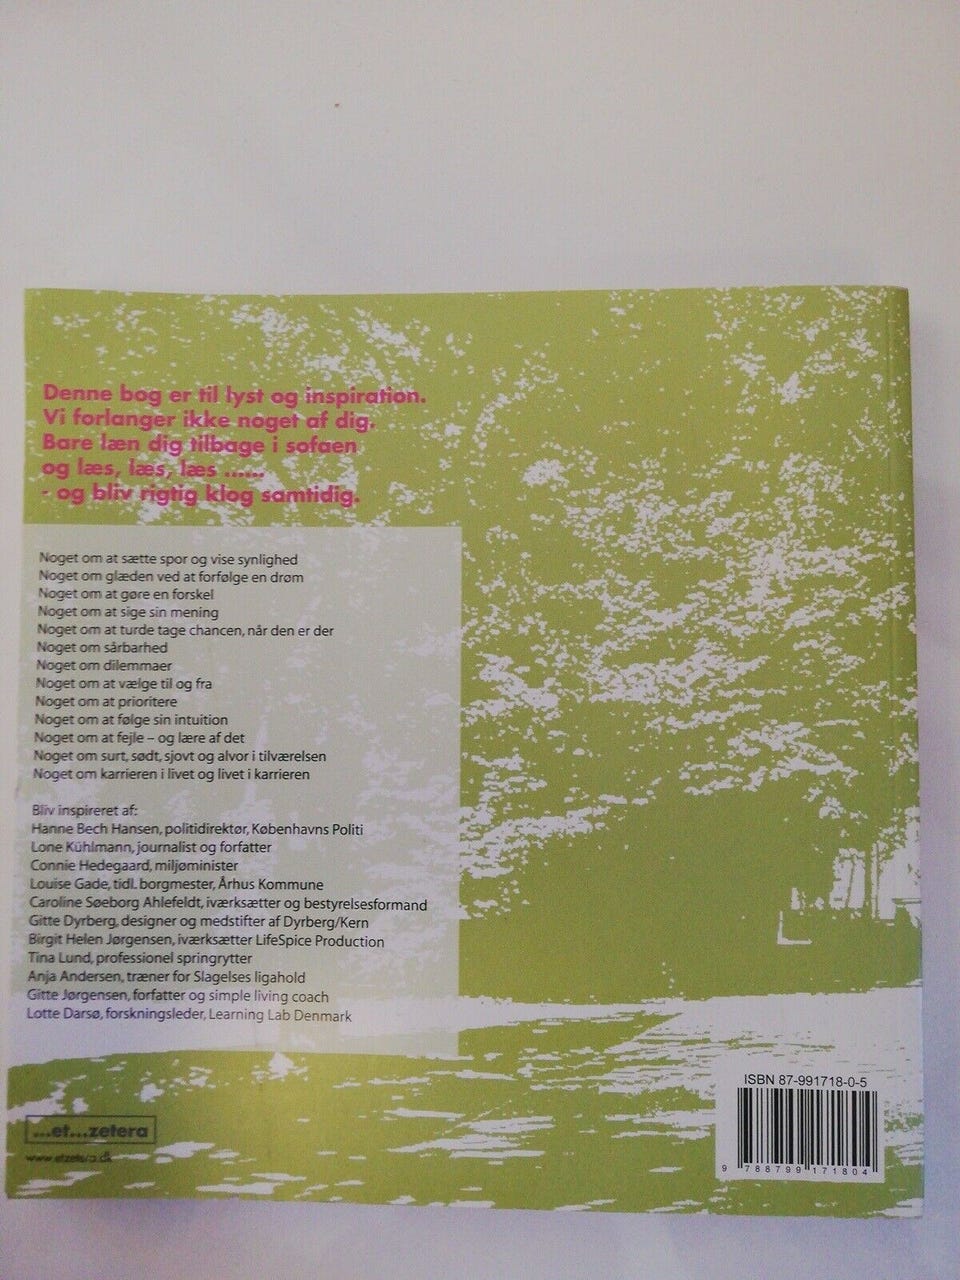 Denne bog er til lyst og inspiration.
Vi forlanger ikke noget af dig.
Bare læn dig tilbage i sofaen
og læs, læs, læs ......
- og bliv rigtig klog samtidig.
Noget om at sætte spor og vise synlighed
Noget om glæden ved at forfølge en drøm
Noget om at gøre en forskel
Noget om at sige sin mening
Noget om at turde tage chancen, når den er der
Noget om sårbarhed
Noget om dilemmaer
Noget om at vælge til og fra
Noget om at prioritere
Noget om at følge sin intuition
Noget om at fejle – og lære af det
Noget om surt, sødt, sjovt og alvor i tilværelsen
Noget om karrieren i livet og livet i karrieren
Bliv inspireret af:
Hanne Bech Hansen, politidirektør, Københavns Politi
Lone Kühlmann, journalist og forfatter
Connie Hedegaard, miljøminister
Louise Gade, tidl. borgmester, Århus Kommune
Caroline Søeborg Ahlefeldt, iværksætter og bestyrelsesformand
Gitte Dyrberg, designer og medstifter af Dyrberg/Kern
Birgit Helen Jørgensen, iværksætter LifeSpice Production
Tina Lund, professionel springrytter
Anja Andersen, træner for Slagelses ligahold
Gitte Jørgensen, forfatter og simple living coach
Lotte Darsø, forskningsleder, Learning Lab Denmark
...et...zetera
www.etzetera.dk
ISBN 87-991718-0-5
9 788799 171804